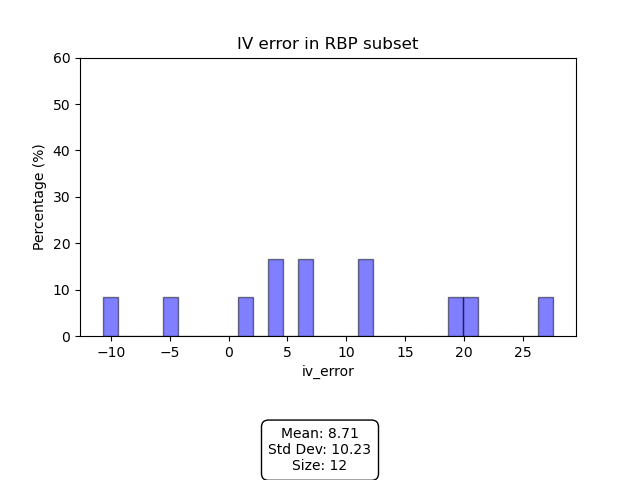 IV error in RBP subset
60
50
40
30
20
10
0
Percentage (%)
−10
−5
0
5
10
15
20
25
iv_error
Mean: 8.71
Std Dev: 10.23
Size: 12